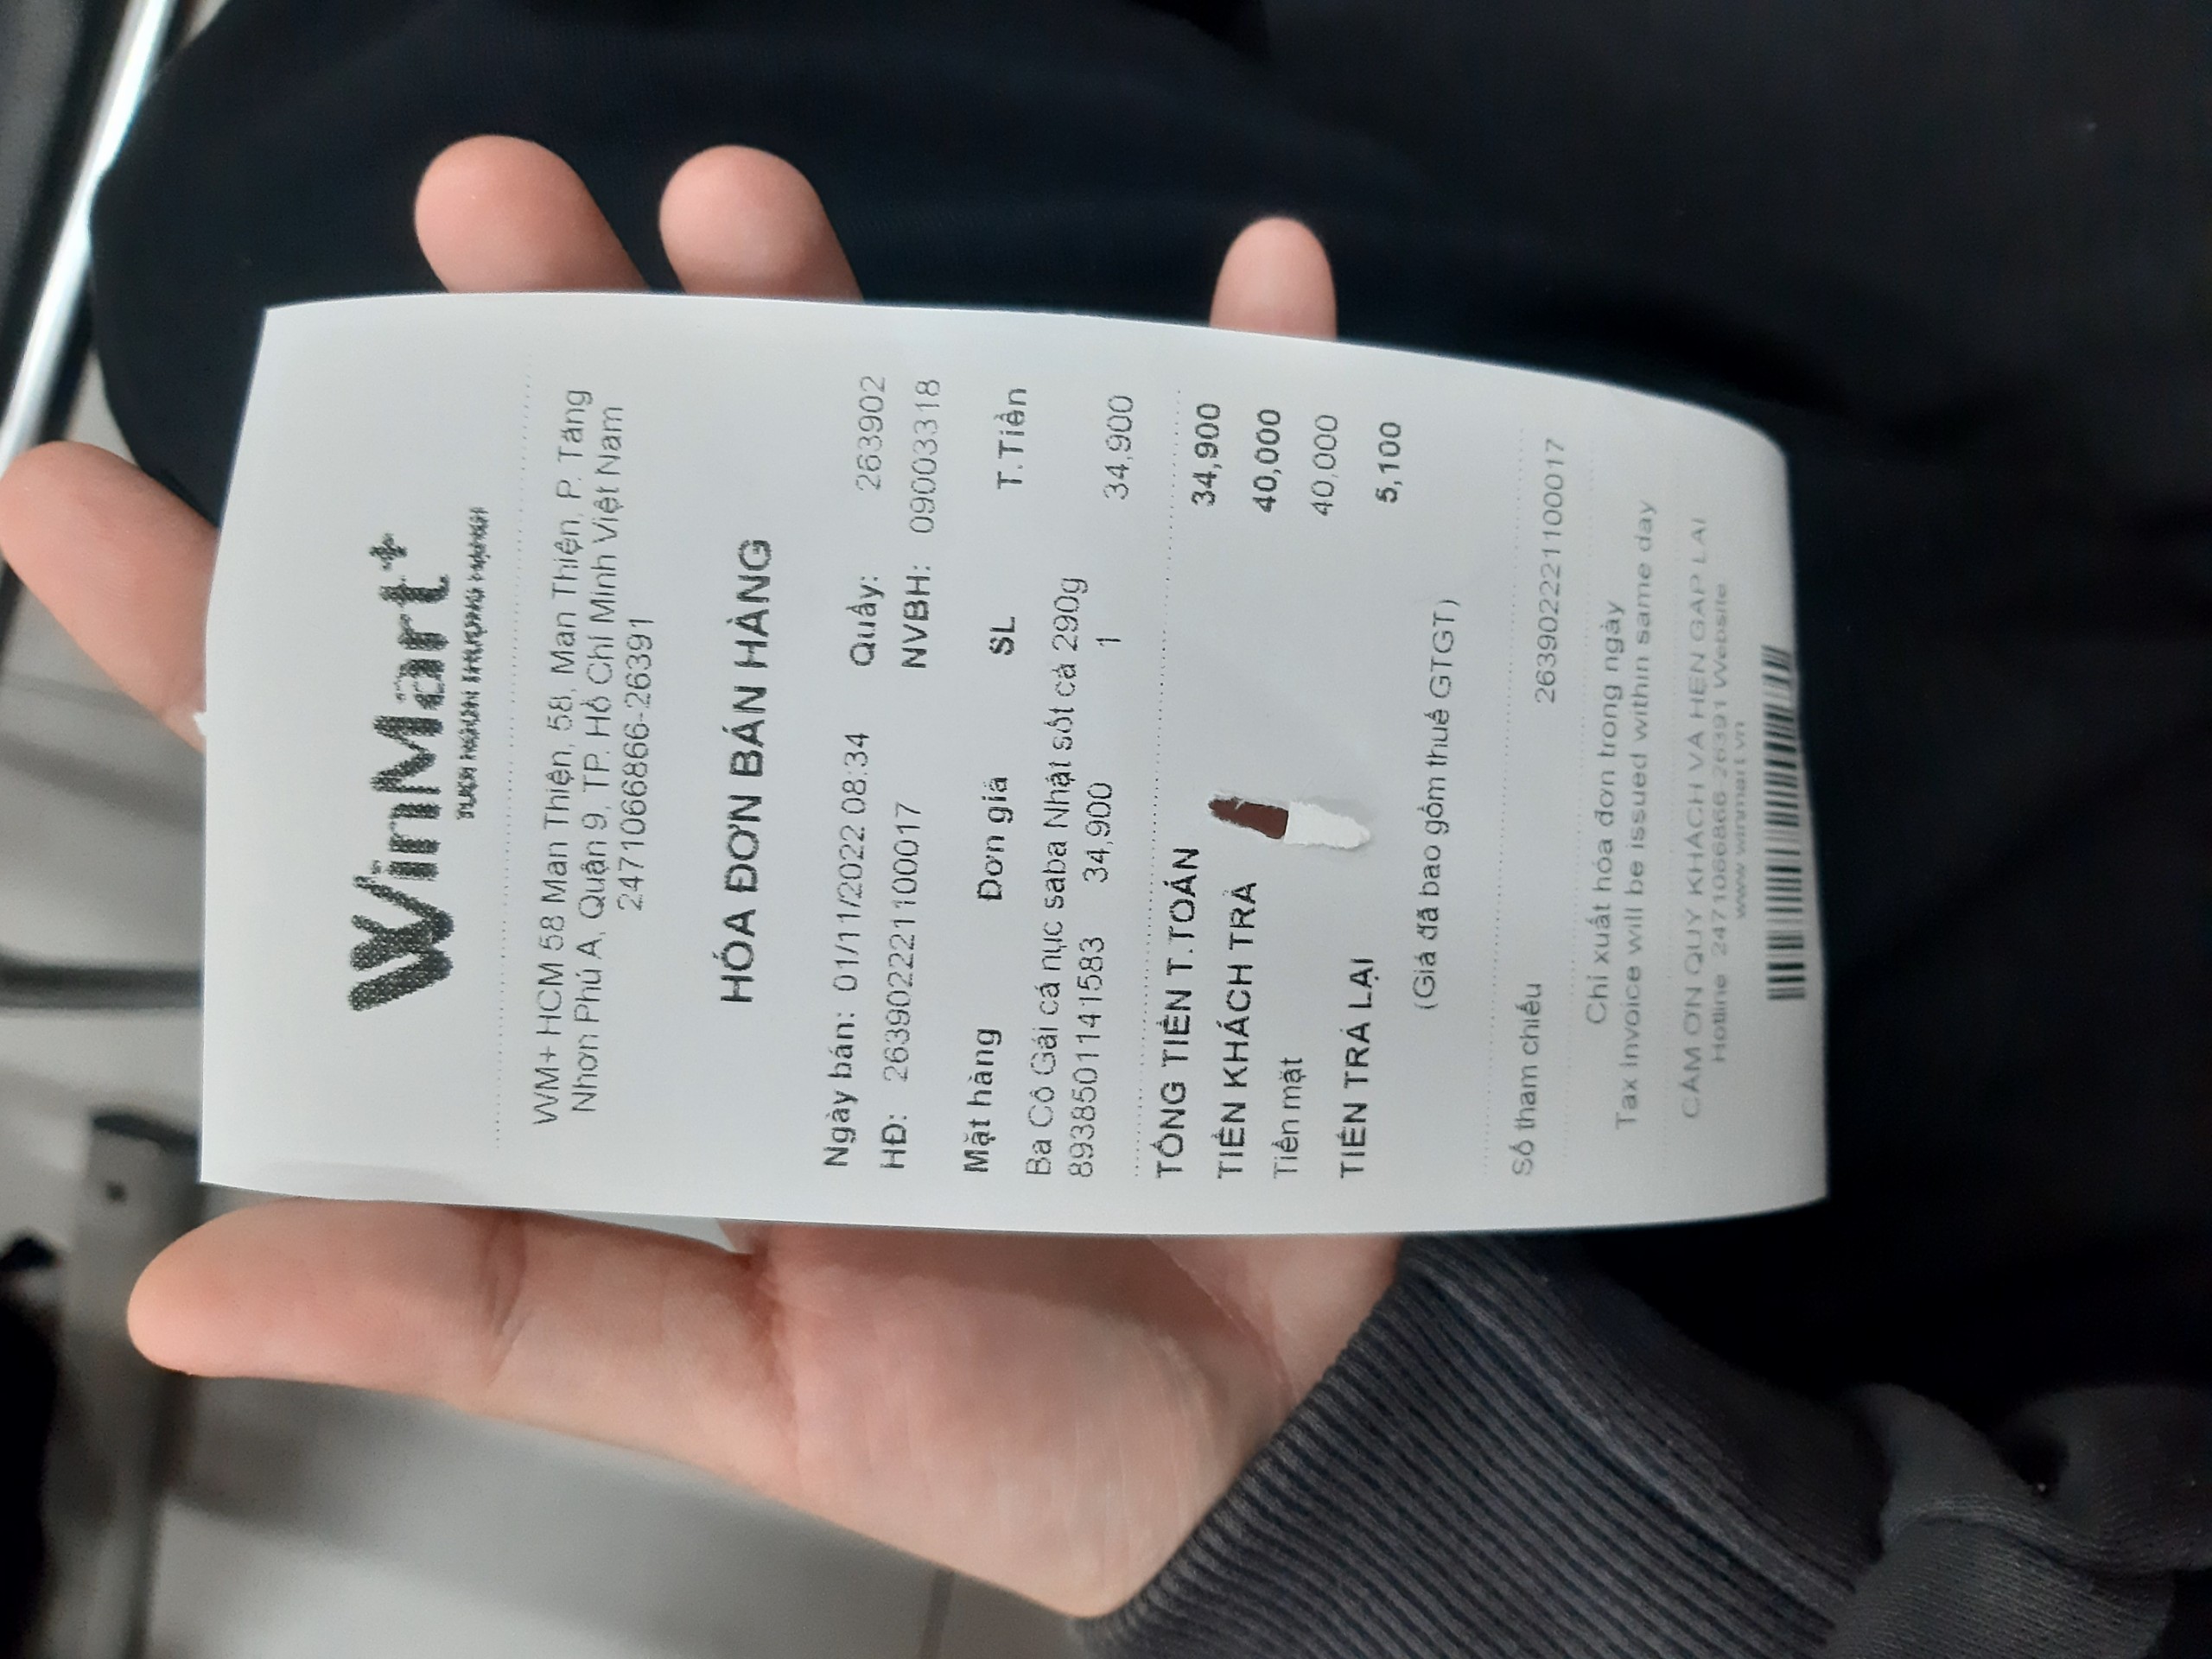 WinMart+
TƯƠI NGON THƯỢNG HẠNG!
WM+ HCM 58 Man Thiện, 58, Man Thiện, P. Tăng
Nhơn Phú A, Quận 9, TP. Hồ Chí Minh Việt Nam
2471066866-26391
HÓA ĐƠN BÁN HÀNG
Ngày bán: 01/11/2022 08:34 Quầy: 263902
HĐ: 263902221100017 NVBH: 09003318
Mặt hàng Đơn giá SL T.Tiền
Ba Cô Gái cá nục saba Nhật sốt cà 290g
8938501141583 34,900 1 34,900
TỔNG TIỀN T.TOÁN 34,900
TIỀN KHÁCH TRẢ 40,000
Tiền mặt 40,000
TIỀN TRẢ LẠI 5,100
(Giá đã bao gồm thuế GTGT)
Số tham chiếu 263902221100017
Chỉ xuất hóa đơn trong ngày
Tax Invoice will be issued within same day
CẢM ƠN QUÝ KHÁCH VÀ HẸN GẶP LẠI
Hotline 2471066866-26391 Website
www.winmart.vn